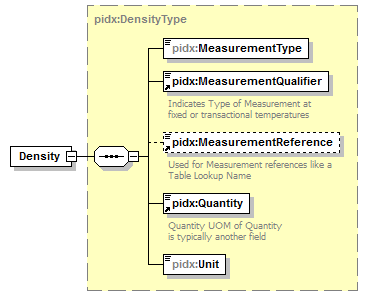 pidx:DensityType
pidx:MeasurementType
pidx:MeasurementQualifier
Indicates Type of Measurement at
fixed or transactional temperatures
Density
pidx:MeasurementReference
Used for Measurement references like a
Table Lookup Name
pidx:Quantity
Quantity UOM of Quantity
is typically another field
pidx:Unit